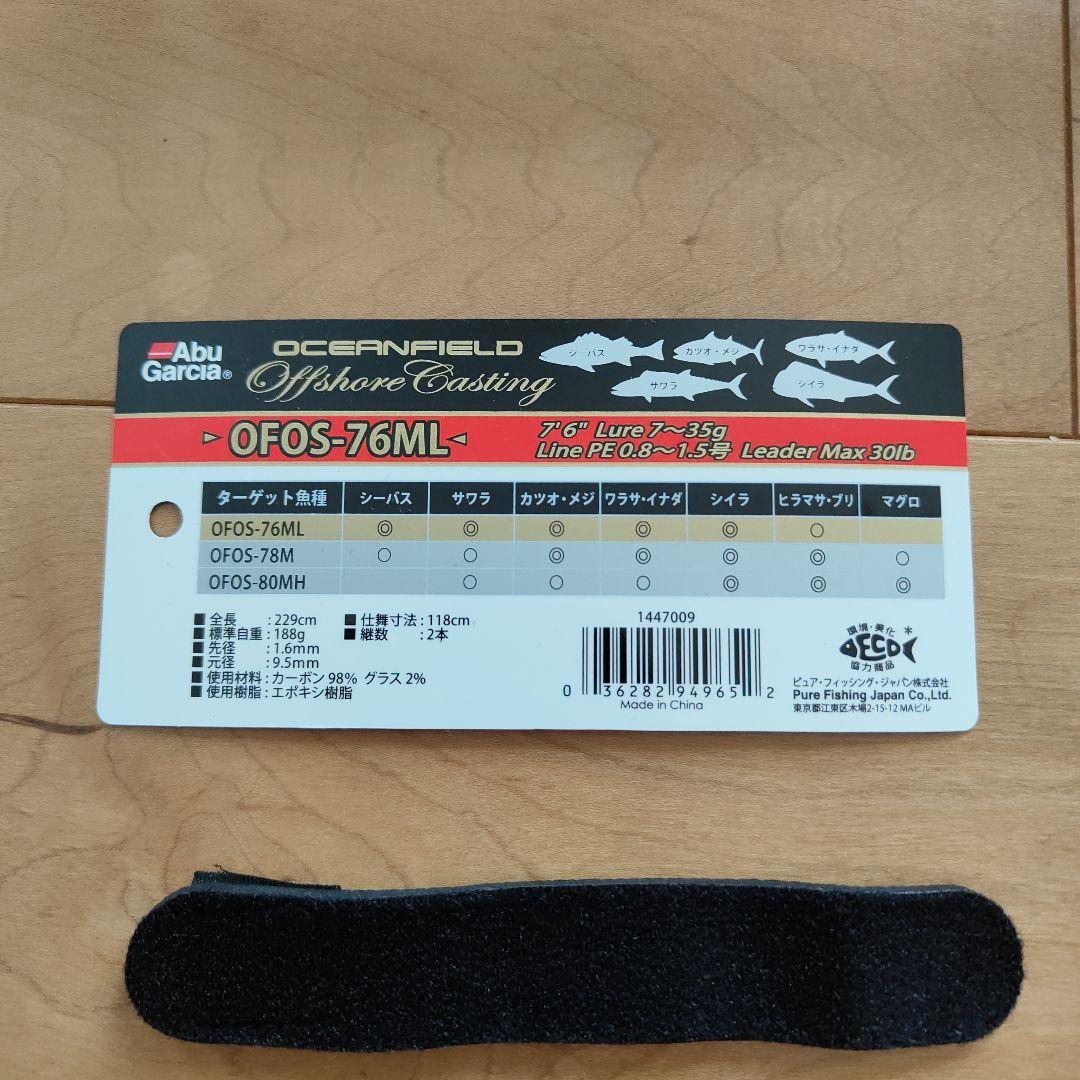 Abu Garcia®
OCEANFIELD
Offshore Casting
シーバス
カツオ・メジ
ワラサ・イナダ
サワラ
シイラ
OFOS-76ML
7'6" Lure 7～35g
Line PE 0.8～1.5号 Leader Max 30lb
ターゲット魚種 シーバス サワラ カツオ・メジ ワラサ・イナダ シイラ ヒラマサ・ブリ マグロ
OFOS-76ML ◎ ◎ ◎ ◎ ◎ ○
OFOS-78M ○ ○ ◎ ◎ ◎ ◎ ○
OFOS-80MH ○ ○ ○ ◎ ◎ ◎
■全長 : 229cm ■仕舞寸法 : 118cm
■標準自重 : 188g ■継数 : 2本
■先径 : 1.6mm
■元径 : 9.5mm
■使用材料 : カーボン 98% グラス 2%
■使用樹脂 : エポキシ樹脂
1447009
0 36282 94965 2
Made in China
環境・美化
ECO
協力商品
ピュア・フィッシング・ジャパン株式会社
Pure Fishing Japan Co.,Ltd.
東京都江東区木場2-15-12 MAビル